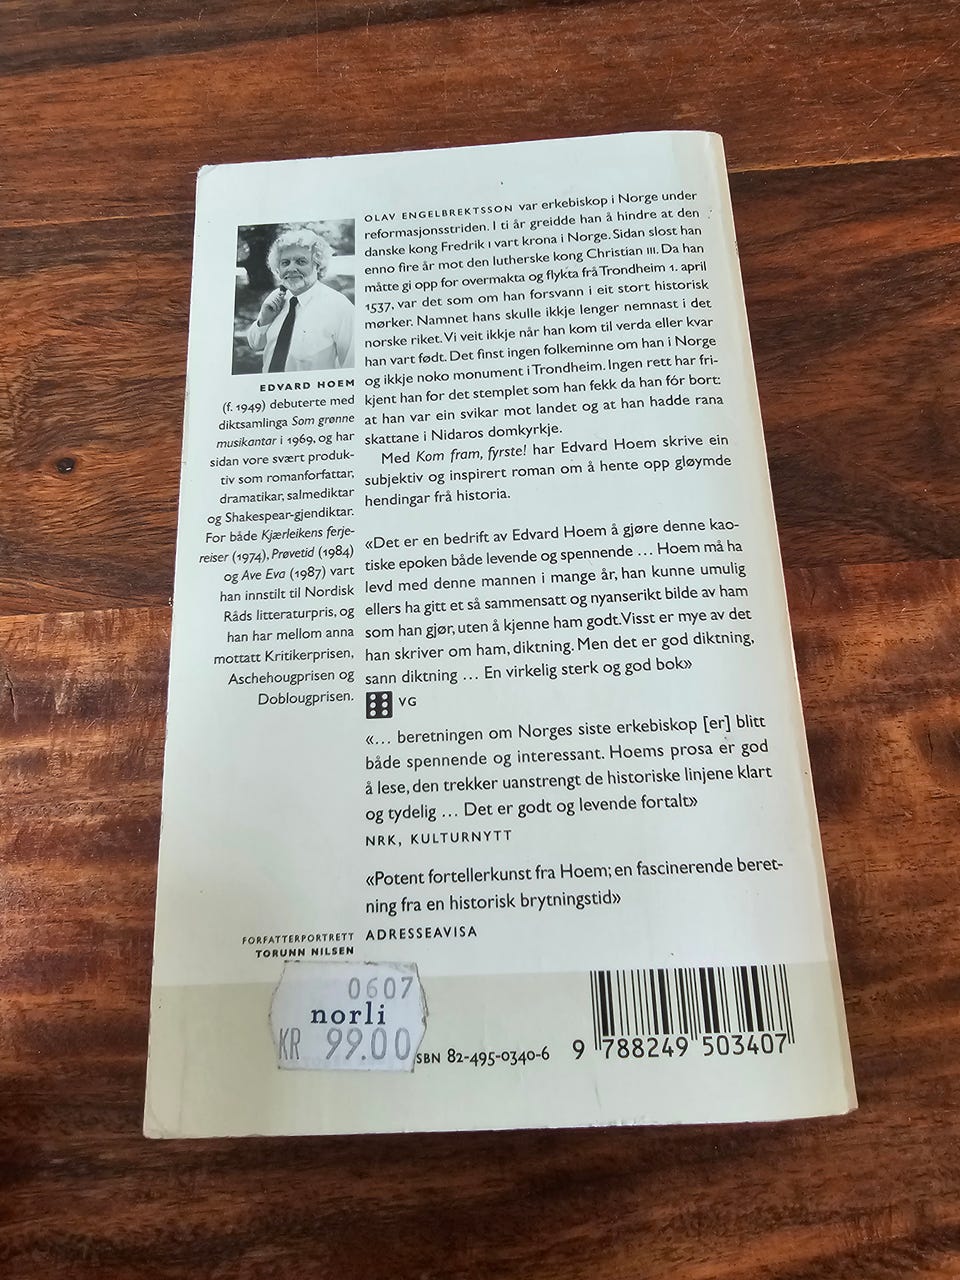 EDVARD HOEM
(f. 1949) debuterte med
diktsamlinga Som grønne
musikantar i 1969, og har
sidan vore svært produk-
tiv som romanforfattar,
dramatikar, salmediktar
og Shakespear-gjendiktar.
For både Kjærleikens ferje-
reiser (1974), Prøvetid (1984)
og Ave Eva (1987) vart
han innstilt til Nordisk
Råds litteraturpris, og
han har mellom anna
mottatt Kritikerprisen,
Aschehougprisen og
Doblougprisen.
FORFATTERPORTRETT
TORUNN NILSEN
OLAV ENGELBREKTSSON var erkebiskop i Norge under
reformasjonsstriden. I ti år greidde han å hindre at den
danske kong Fredrik I vart krona i Norge. Sidan slost han
enno fire år mot den lutherske kong Christian III. Da han
måtte gi opp for overmakta og flykta frå Trondheim 1. april
1537, var det som om han forsvann i eit stort historisk
mørker. Namnet hans skulle ikkje lenger nemnast i det
norske riket. Vi veit ikkje når han kom til verda eller kvar
han vart født. Det finst ingen folkeminne om han i Norge
og ikkje noko monument i Trondheim. Ingen rett har fri-
kjent han for det stemplet som han fekk da han fór bort:
at han var ein svikar mot landet og at han hadde rana
skattane i Nidaros domkyrkje.
Med Kom fram, fyrste! har Edvard Hoem skrive ein
subjektiv og inspirert roman om å hente opp gløymde
hendingar frå historia.
«Det er en bedrift av Edvard Hoem å gjøre denne kao-
tiske epoken både levende og spennende ... Hoem må ha
levd med denne mannen i mange år, han kunne umulig
ellers ha gitt et så sammensatt og nyanserikt bilde av ham
som han gjør, uten å kjenne ham godt. Visst er mye av det
han skriver om ham, diktning. Men det er god diktning,
sann diktning ... En virkelig sterk og god bok»
VG
«... beretningen om Norges siste erkebiskop [er] blitt
både spennende og interessant. Hoems prosa er god
å lese, den trekker uanstrengt de historiske linjene klart
og tydelig ... Det er godt og levende fortalt»
NRK, KULTURNYTT
«Potent fortellerkunst fra Hoem; en fascinerende beret-
ning fra en historisk brytningstid»
ADRESSEAVISA
0607
norli
KR 99.00
SBN 82-495-0340-6
9 788249 503407